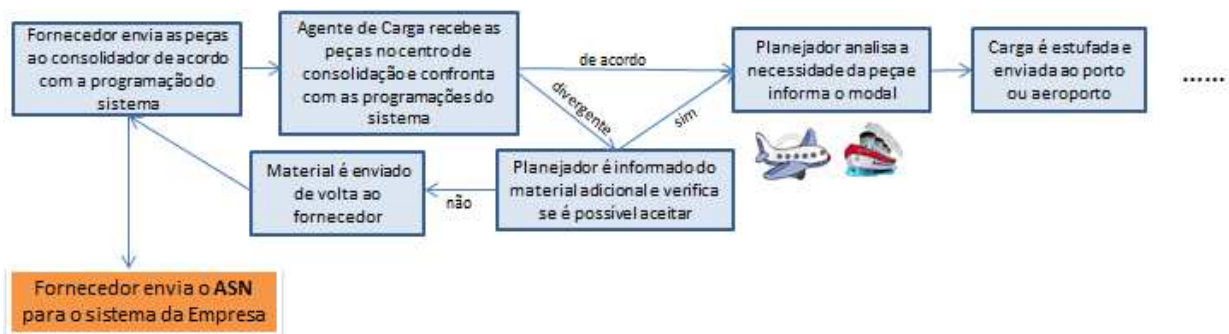 Fornecedor envia as peças
ao consolidador de acordo
com a programação do
sistema
Agente de Carga recebe as
peças no centro de
consolidação e confronta
com as programações do
sistema
de acordo
divergente
sim
Planejador analisa a
necessidade da peça e
informa o modal
Carga é estufada e
enviada ao porto
ou aeroporto
......
Material é enviado
de volta ao
fornecedor
não
Planejador é informado do
material adicional e verifica
se é possível aceitar
Fornecedor envia o ASN
para o sistema da Empresa